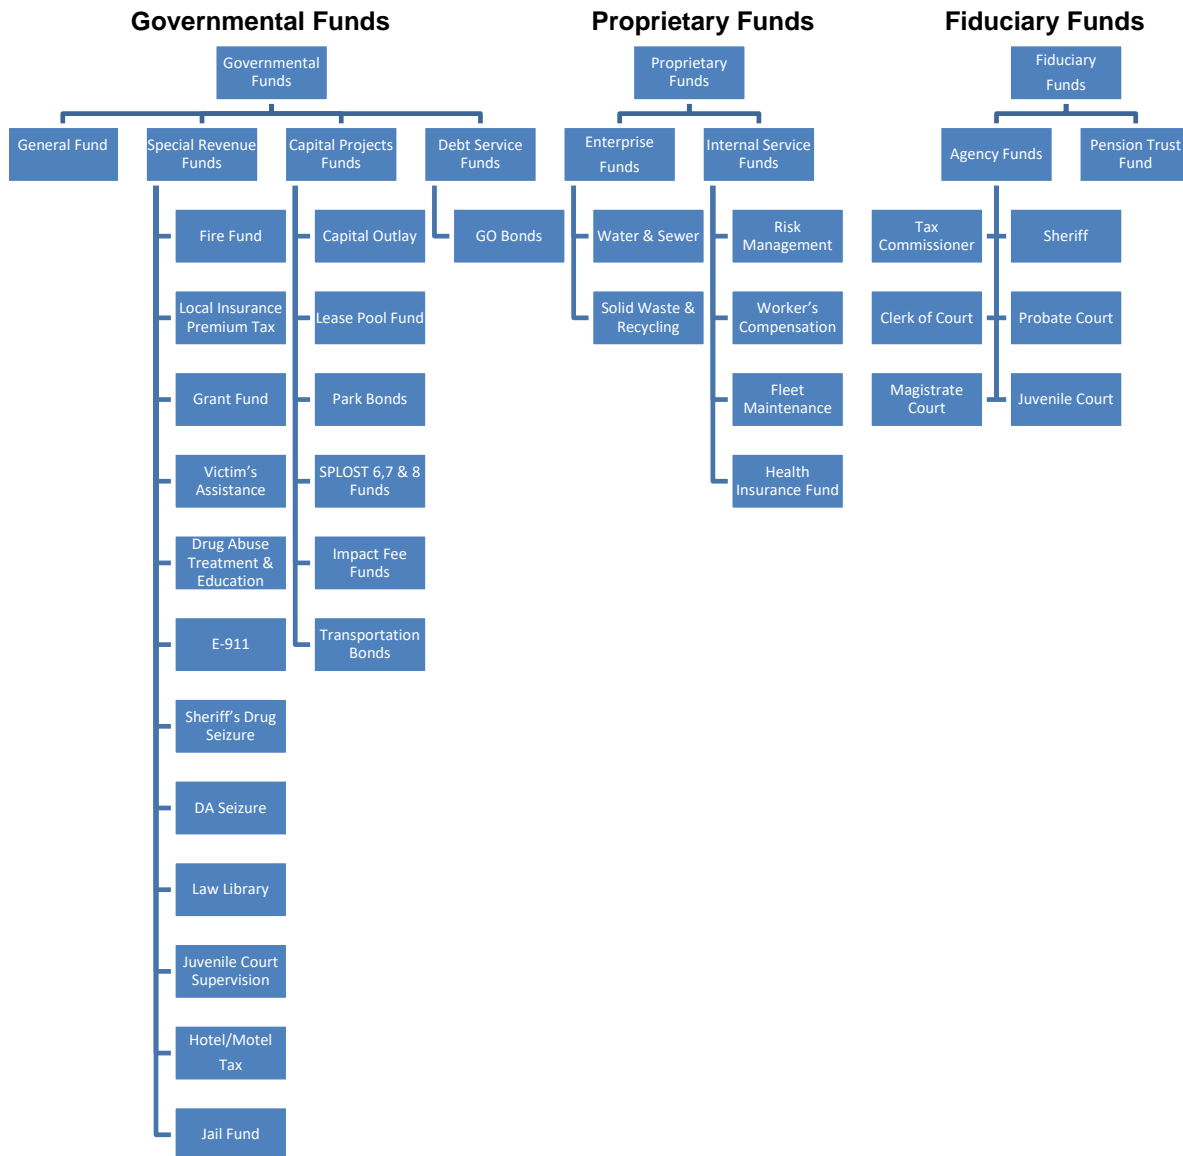 Governmental Funds
Proprietary Funds
Fiduciary Funds
Governmental
Funds
Proprietary
Funds
Fiduciary
Funds
General Fund
Special Revenue
Funds
Capital Projects
Funds
Debt Service
Funds
Enterprise
Funds
Internal Service
Funds
Agency Funds
Pension Trust
Fund
Fire Fund
Local Insurance
Premium Tax
Grant Fund
Victim’s
Assistance
Drug Abuse
Treatment &
Education
E-911
Sheriff’s Drug
Seizure
DA Seizure
Law Library
Juvenile Court
Supervision
Hotel/Motel
Tax
Jail Fund
Capital Outlay
Lease Pool Fund
Park Bonds
SPLOST 6,7 & 8
Funds
Impact Fee
Funds
Transportation
Bonds
GO Bonds
Water & Sewer
Solid Waste &
Recycling
Risk
Management
Worker’s
Compensation
Fleet
Maintenance
Health
Insurance Fund
Tax
Commissioner
Sheriff
Clerk of Court
Probate Court
Magistrate
Court
Juvenile Court